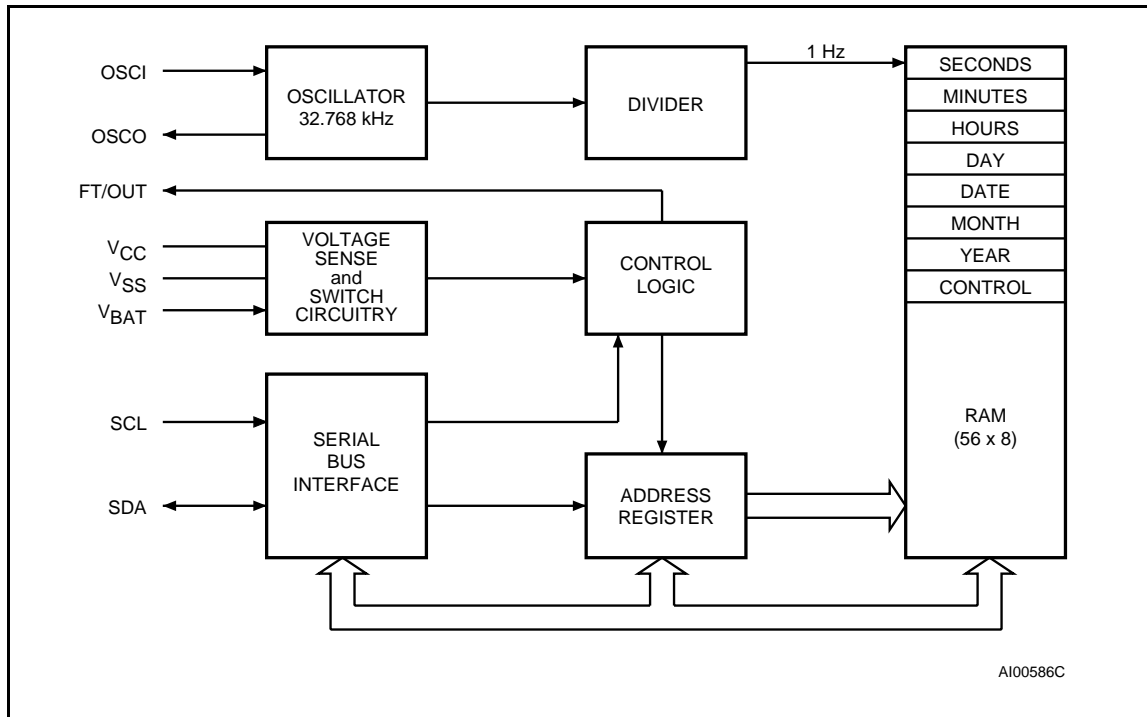 OSCI
OSCO
FT/OUT
VCC
VSS
VBAT
SCL
SDA
OSCILLATOR
32.768 kHz
VOLTAGE
SENSE
and
SWITCH
CIRCUITRY
SERIAL
BUS
INTERFACE
DIVIDER
CONTROL
LOGIC
ADDRESS
REGISTER
1 Hz
SECONDS
MINUTES
HOURS
DAY
DATE
MONTH
YEAR
CONTROL
RAM
(56 x 8)
AI00586C